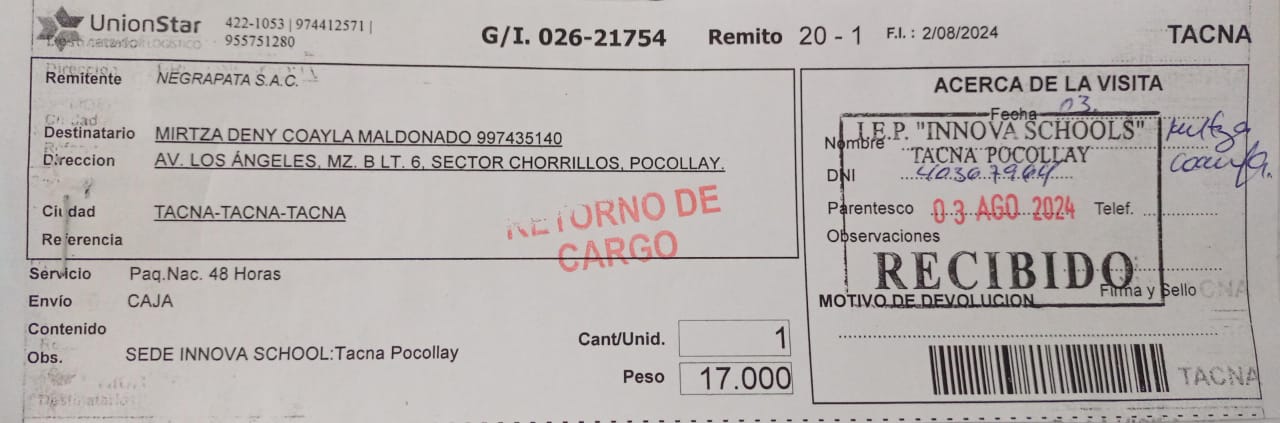 UnionStar 422-1053 | 974412571 |
955751280
G/I. 026-21754 Remito 20 - 1 F.I. : 2/08/2024 TACNA
Remitente NEGRAPATA S.A.C.
Destinatario MIRTZA DENY COAYLA MALDONADO 997435140
Direccion AV. LOS ÁNGELES, MZ. B LT. 6, SECTOR CHORRILLOS, POCOLLAY.
Ciudad TACNA-TACNA-TACNA
Referencia
RETORNO DE
CARGO
Servicio Paq.Nac. 48 Horas
Envío CAJA
Contenido
Obs. SEDE INNOVA SCHOOL:Tacna Pocollay
Cant/Unid. 1
Peso 17.000
ACERCA DE LA VISITA
Fecha 03.
I.E.P. "INNOVA SCHOOLS"
Nombre
TACNA POCOLLAY
DNI
Parentesco 03 AGO 2024 Telef.
Observaciones
RECIBIDO
Firma y Sello
MOTIVO DE DEVOLUCION
TACNA